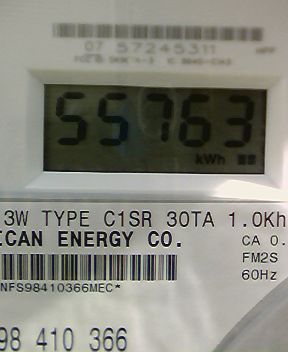 07 57245311
55763
kWh
3W TYPE C1SR 30TA 1.0Kh
ICAN ENERGY CO.
CA 0.
FM2S
60Hz
NFS98410366MEC*
98 410 366